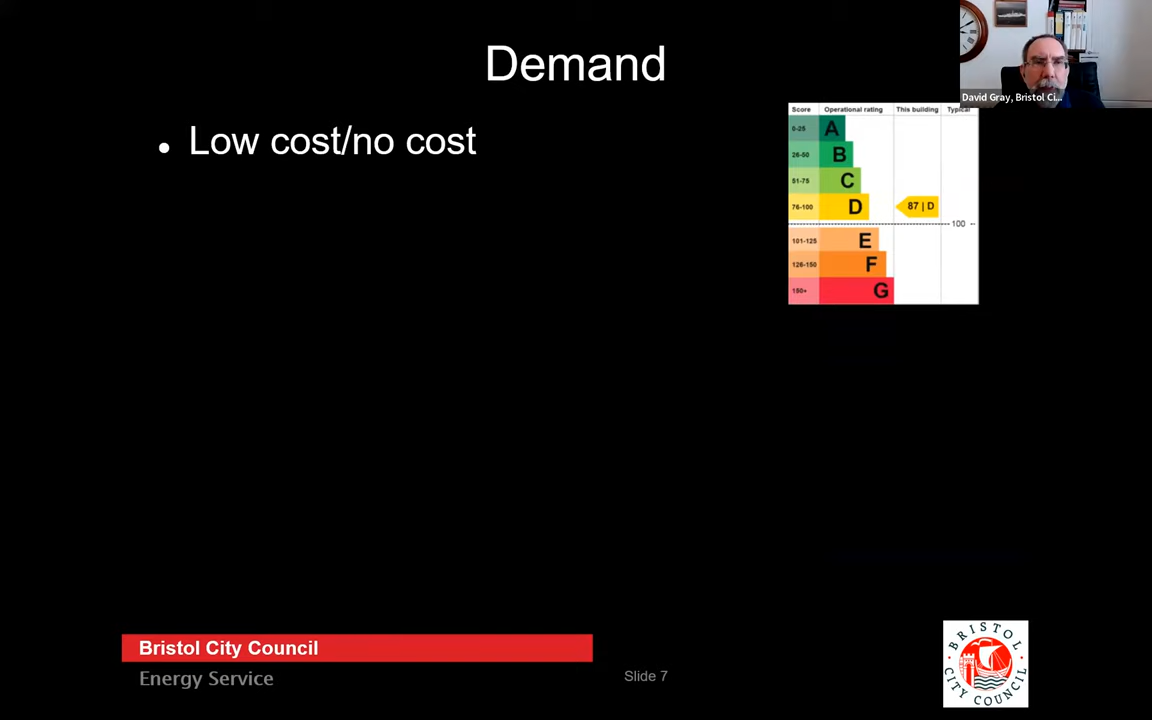 Demand
David Gray, Bristol Ci...
• Low cost/no cost
Score Operational rating This building Typical
0-25 A
26-50 B
51-75 C
76-100 D 87 | D
100
101-125 E
126-150 F
150+ G
Bristol City Council
Energy Service
Slide 7
BRISTOL
CITY COUNCIL